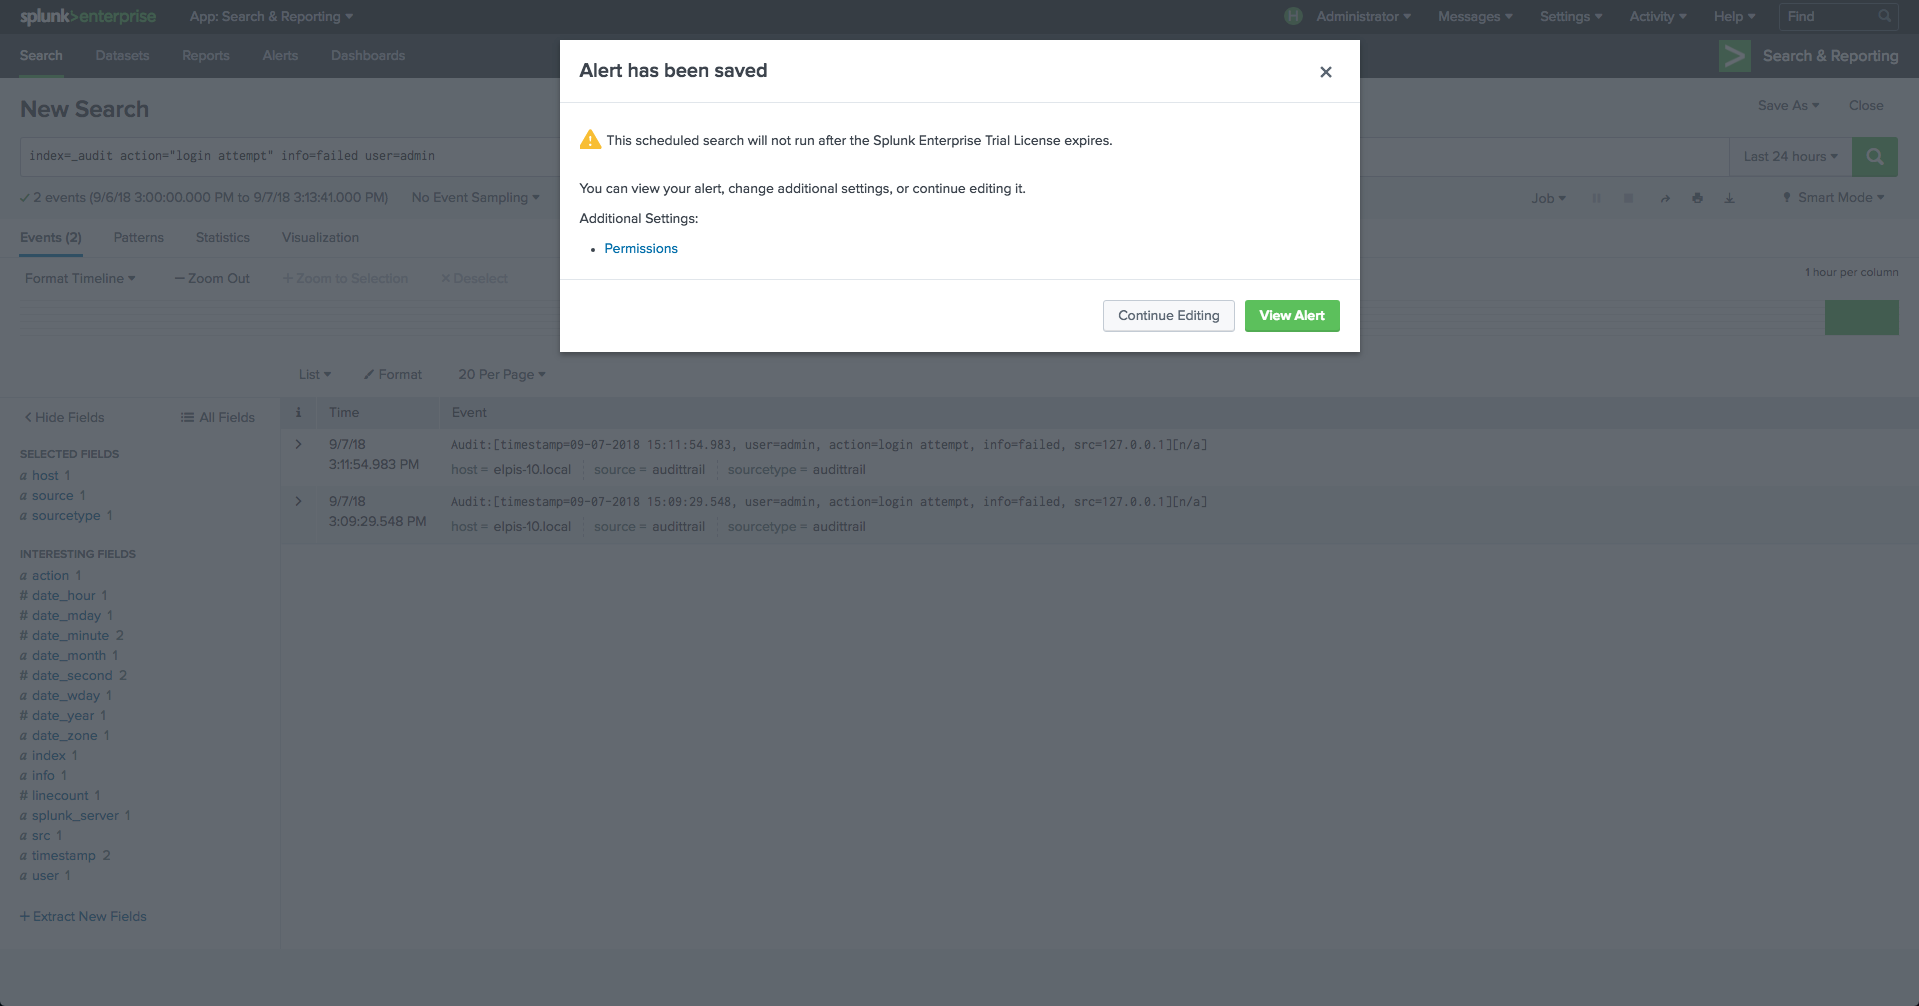 splunk>enterprise App: Search & Reporting Administrator Messages Settings Activity Help Find
Search Datasets Reports Alerts Dashboards Search & Reporting
Alert has been saved
This scheduled search will not run after the Splunk Enterprise Trial License expires.
You can view your alert, change additional settings, or continue editing it.
Additional Settings:
• Permissions
Continue Editing View Alert
New Search Save As Close
index=_audit action="login attempt" info=failed user=admin Last 24 hours
2 events (9/6/18 3:00:00.000 PM to 9/7/18 3:13:41.000 PM) No Event Sampling Job Smart Mode
Events (2) Patterns Statistics Visualization
Format Timeline — Zoom Out + Zoom to Selection × Deselect 1 hour per column
List Format 20 Per Page
Hide Fields All Fields
SELECTED FIELDS
a host 1
a source 1
a sourcetype 1
INTERESTING FIELDS
a action 1
# date_hour 1
# date_mday 1
# date_minute 2
a date_month 1
# date_second 2
a date_wday 1
# date_year 1
a date_zone 1
a index 1
a info 1
# linecount 1
a splunk_server 1
a src 1
a timestamp 2
a user 1
+ Extract New Fields
i Time Event
9/7/18
3:11:54.983 PM
Audit:[timestamp=09-07-2018 15:11:54.983, user=admin, action=login attempt, info=failed, src=127.0.0.1][n/a]
host = elpis-10.local source = audittrail sourcetype = audittrail
9/7/18
3:09:29.548 PM
Audit:[timestamp=09-07-2018 15:09:29.548, user=admin, action=login attempt, info=failed, src=127.0.0.1][n/a]
host = elpis-10.local source = audittrail sourcetype = audittrail